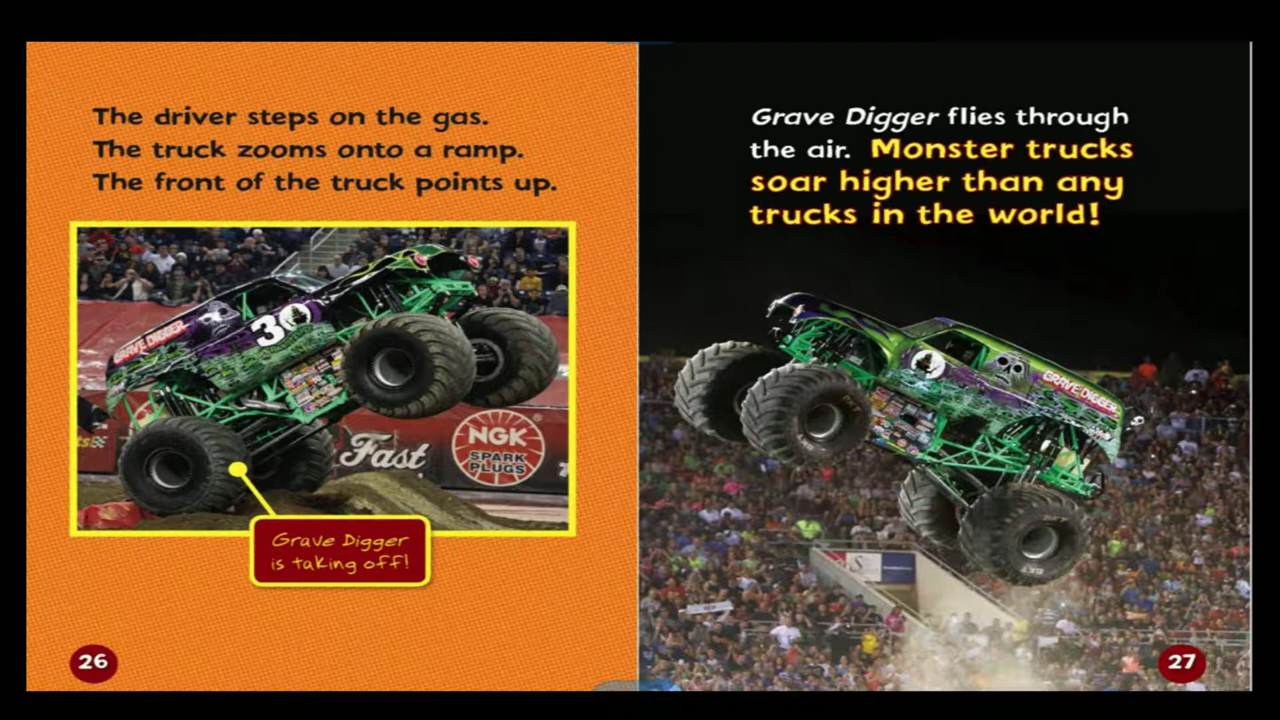 The driver steps on the gas.
The truck zooms onto a ramp.
The front of the truck points up.
GRAVE DIGGER
30
Fast
NGK
SPARK
PLUGS
Grave Digger
is taking off!
26
Grave Digger flies through
the air. Monster trucks
soar higher than any
trucks in the world!
GRAVE DIGGER
BKT
27